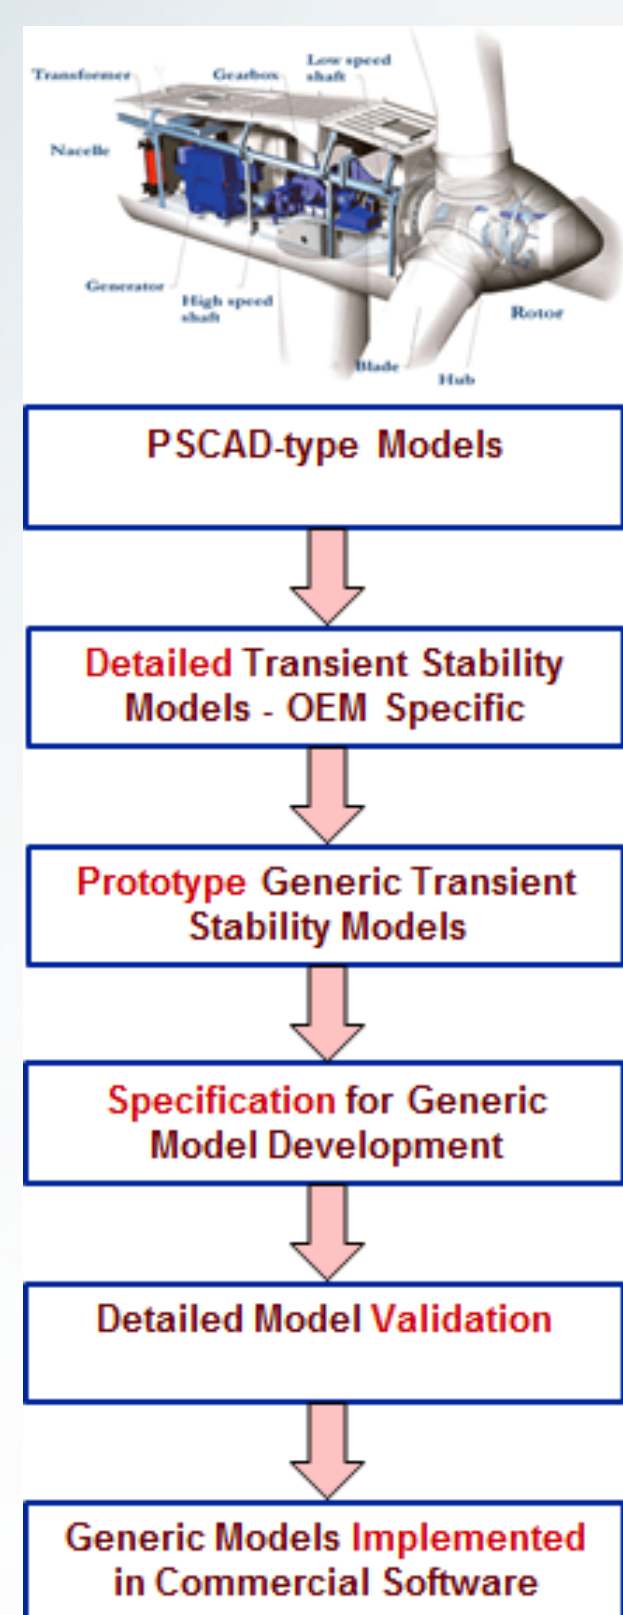 Low speed
shaft
Transformer
Gearbox
Nacelle
Generator
High speed
shaft
Rotor
Blade
Hub
PSCAD-type Models
Detailed Transient Stability
Models - OEM Specific
Prototype Generic Transient
Stability Models
Specification for Generic
Model Development
Detailed Model Validation
Generic Models Implemented
in Commercial Software